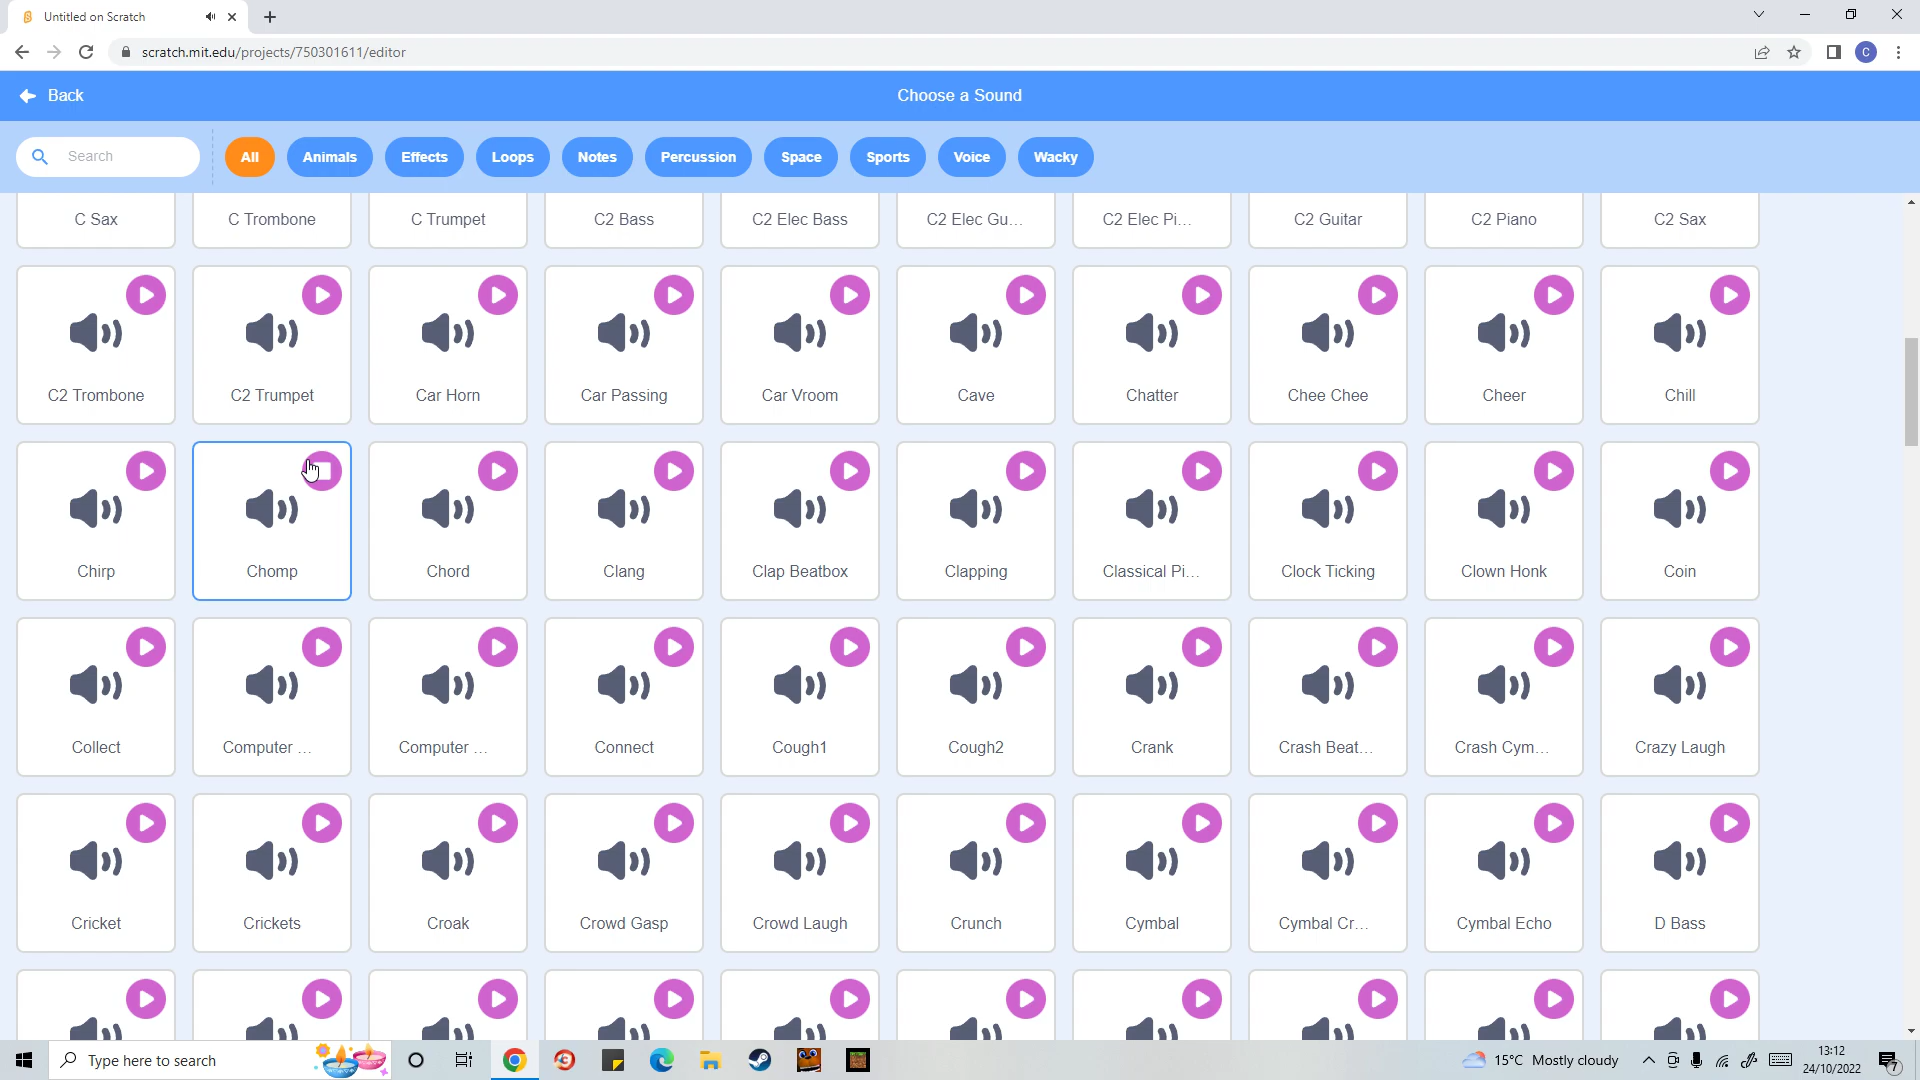 Untitled on Scratch
scratch.mit.edu/projects/750301611/editor
C
Back
Choose a Sound
Search
All
Animals
Effects
Loops
Notes
Percussion
Space
Sports
Voice
Wacky
C Sax
C Trombone
C Trumpet
C2 Bass
C2 Elec Bass
C2 Elec Gu...
C2 Elec Pi...
C2 Guitar
C2 Piano
C2 Sax
C2 Trombone
C2 Trumpet
Car Horn
Car Passing
Car Vroom
Cave
Chatter
Chee Chee
Cheer
Chill
Chirp
Chomp
Chord
Clang
Clap Beatbox
Clapping
Classical Pi...
Clock Ticking
Clown Honk
Coin
Collect
Computer ...
Computer ...
Connect
Cough1
Cough2
Crank
Crash Beat...
Crash Cym...
Crazy Laugh
Cricket
Crickets
Croak
Crowd Gasp
Crowd Laugh
Crunch
Cymbal
Cymbal Cr...
Cymbal Echo
D Bass
Type here to search
15°C Mostly cloudy
13:12
24/10/2022
7